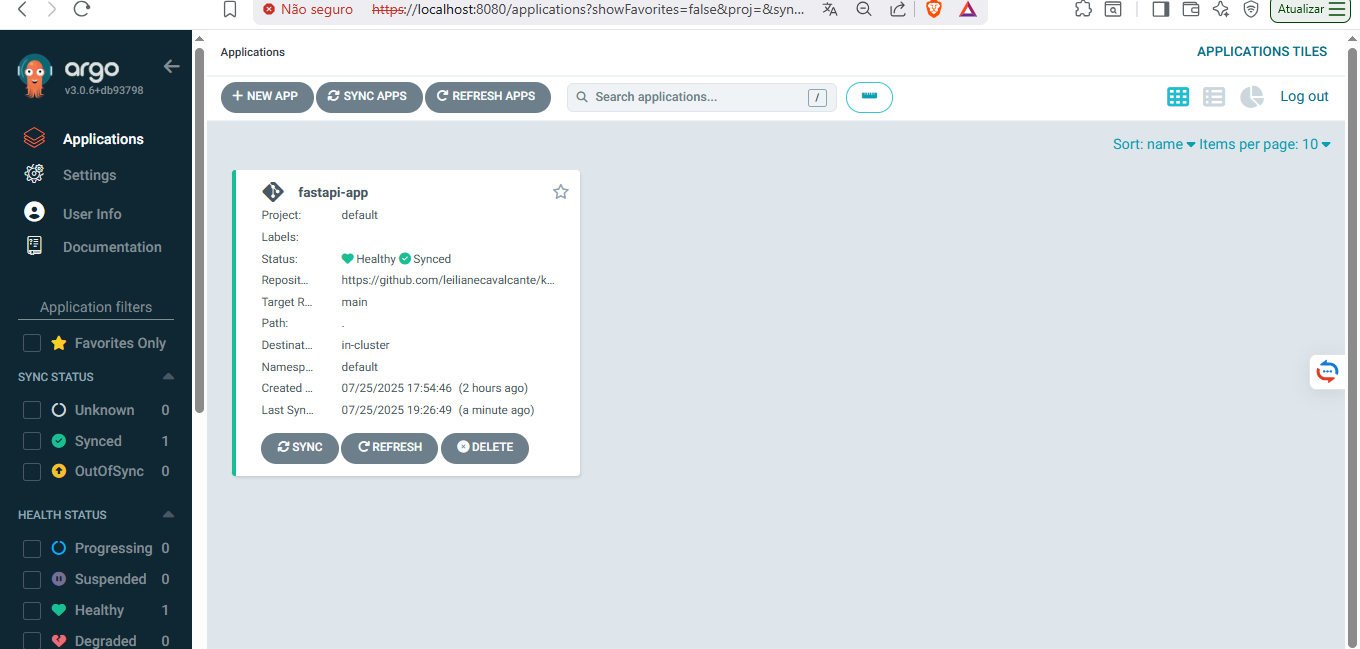 Não seguro https://localhost:8080/applications?showFavorites=false&proj=&syn... Atualizar
argo
v3.0.6+db93798
Applications
Settings
User Info
Documentation
Application filters
Favorites Only
SYNC STATUS
Unknown 0
Synced 1
OutOfSync 0
HEALTH STATUS
Progressing 0
Suspended 0
Healthy 1
Degraded 0
Applications APPLICATIONS TILES
+ NEW APP SYNC APPS REFRESH APPS Search applications... / Log out
Sort: name Items per page: 10
fastapi-app
Project: default
Labels:
Status: Healthy Synced
Reposit... https://github.com/leilianecavalcante/k...
Target R... main
Path: .
Destinat... in-cluster
Namesp... default
Created ... 07/25/2025 17:54:46 (2 hours ago)
Last Syn... 07/25/2025 19:26:49 (a minute ago)
SYNC REFRESH DELETE